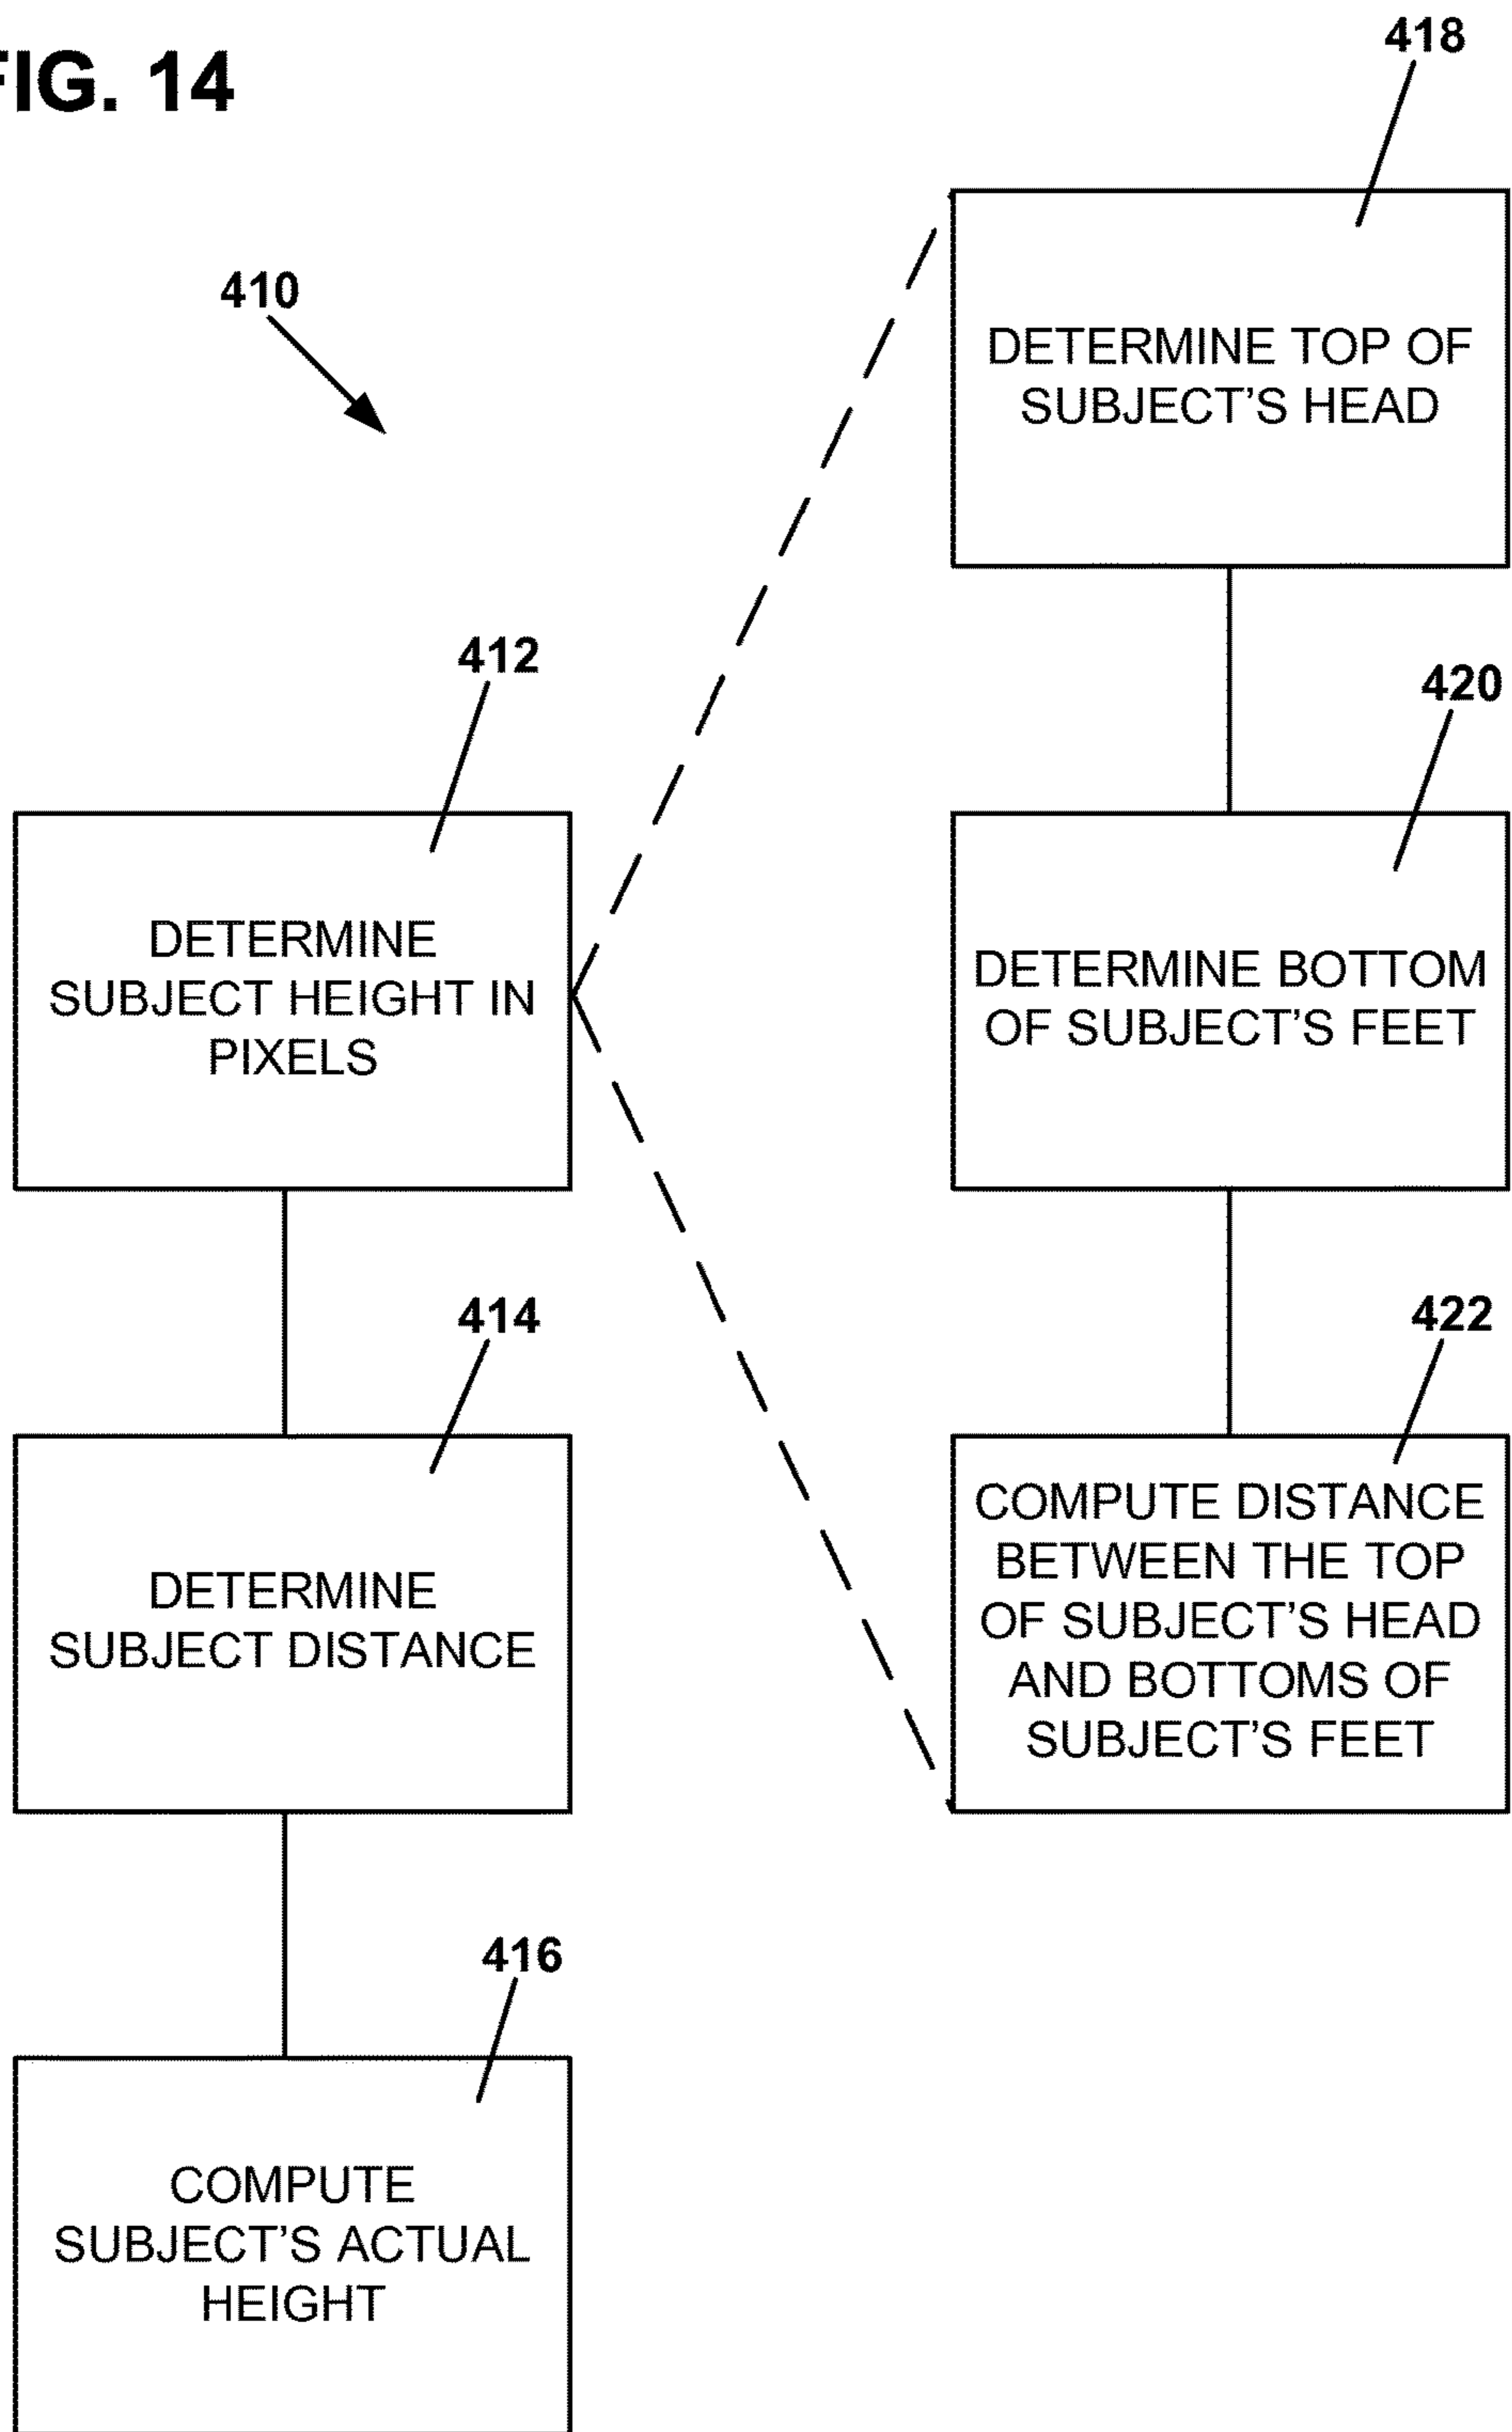 FIG. 14
410
412
DETERMINE
SUBJECT HEIGHT IN
PIXELS
414
DETERMINE
SUBJECT DISTANCE
416
COMPUTE
SUBJECT’S ACTUAL
HEIGHT
418
DETERMINE TOP OF
SUBJECT’S HEAD
420
DETERMINE BOTTOM
OF SUBJECT’S FEET
422
COMPUTE DISTANCE
BETWEEN THE TOP
OF SUBJECT’S HEAD
AND BOTTOMS OF
SUBJECT’S FEET